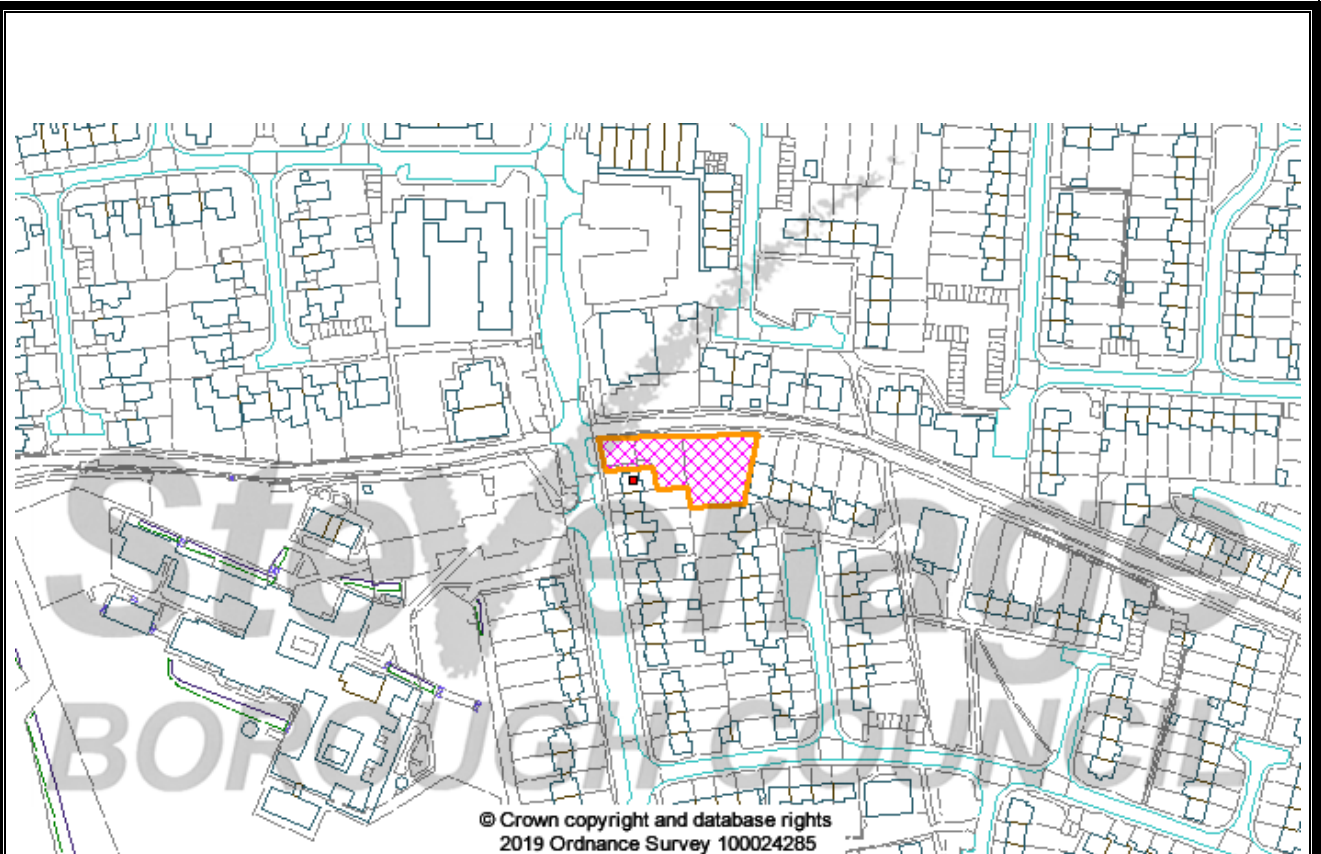 Stevenage
BOROUGH COUNCIL
© Crown copyright and database rights
2019 Ordnance Survey 100024285